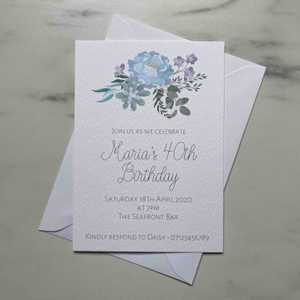 Join us as we celebrate
Maria's 40th
Birthday
Saturday 18th April 2020
at 7pm
The Seafront Bar
Kindly respond to Daisy - 07123456789